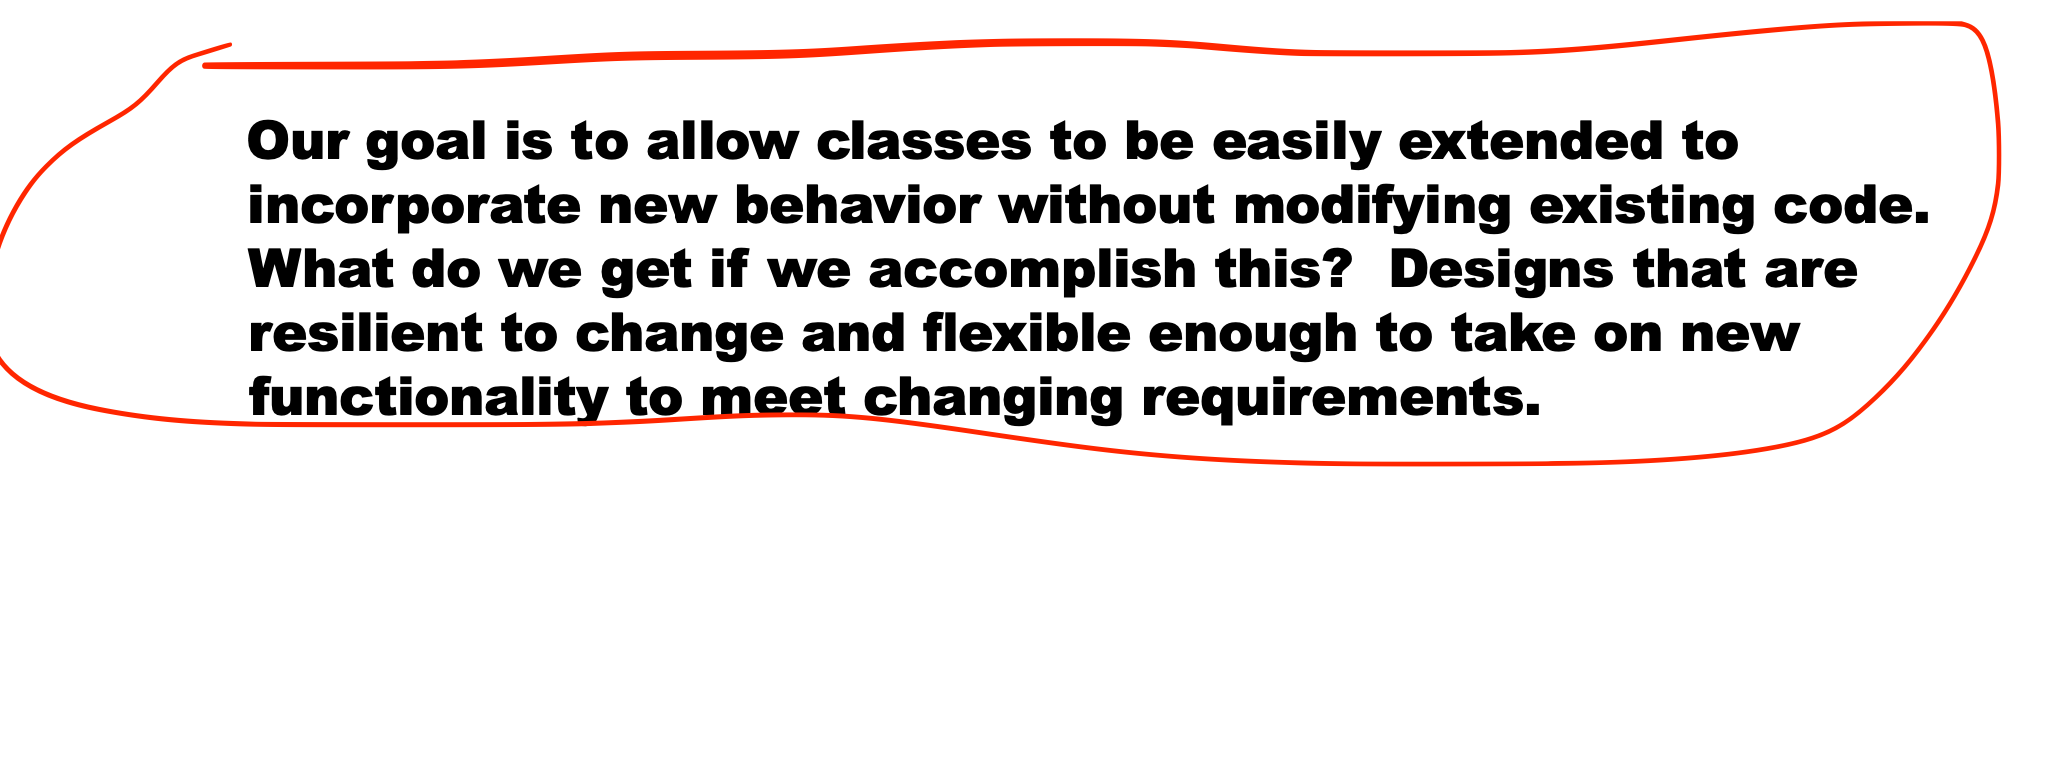 Our goal is to allow classes to be easily extended to
incorporate new behavior without modifying existing code.
What do we get if we accomplish this?  Designs that are
resilient to change and flexible enough to take on new
functionality to meet changing requirements.